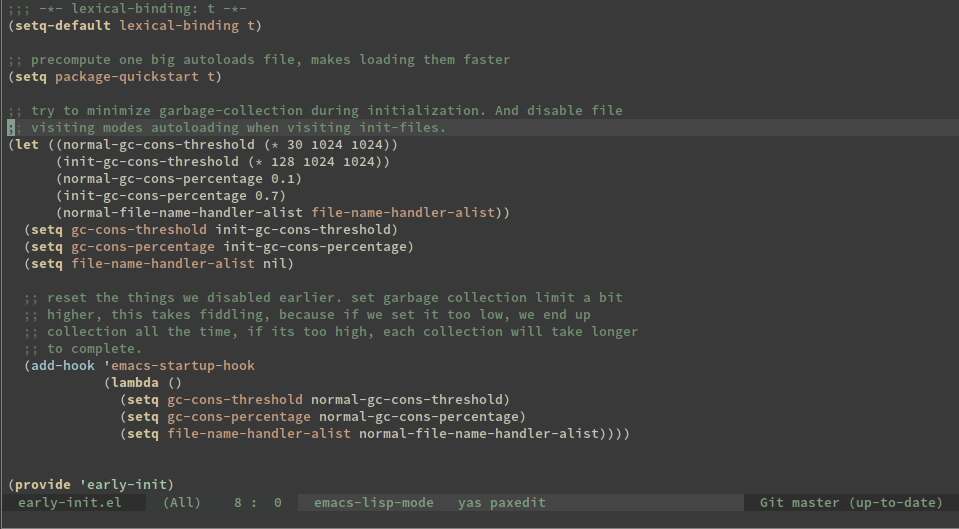 ;;; -*- lexical-binding: t -*-
(setq-default lexical-binding t)

;; precompute one big autoloads file, makes loading them faster
(setq package-quickstart t)

;; try to minimize garbage-collection during initialization. And disable file
;; visiting modes autoloading when visiting init-files.
(let ((normal-gc-cons-threshold (* 30 1024 1024))
      (init-gc-cons-threshold (* 128 1024 1024))
      (normal-gc-cons-percentage 0.1)
      (init-gc-cons-percentage 0.7)
      (normal-file-name-handler-alist file-name-handler-alist))
  (setq gc-cons-threshold init-gc-cons-threshold)
  (setq gc-cons-percentage init-gc-cons-percentage)
  (setq file-name-handler-alist nil)

  ;; reset the things we disabled earlier. set garbage collection limit a bit
  ;; higher, this takes fiddling, because if we set it too low, we end up
  ;; collection all the time, if its too high, each collection will take longer
  ;; to complete.
  (add-hook 'emacs-startup-hook
            (lambda ()
              (setq gc-cons-threshold normal-gc-cons-threshold)
              (setq gc-cons-percentage normal-gc-cons-percentage)
              (setq file-name-handler-alist normal-file-name-handler-alist))))


(provide 'early-init)
early-init.el (All) 8 : 0 emacs-lisp-mode yas paxedit Git master (up-to-date)